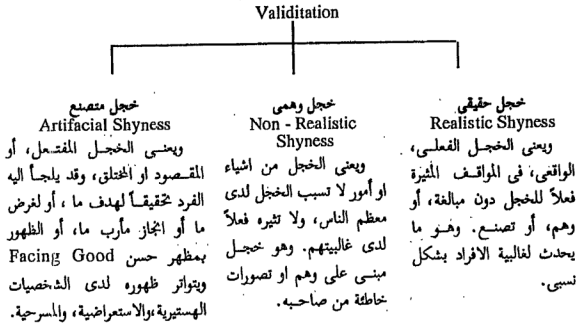 Validitation
خجل حقيقى
Realistic Shyness
ويعنى الخجل الفعلى،
الواقعى، فى المواقف المثيرة
فعلاً للخجل دون مبالغة، أو
وهم، أو تصنع. وهو ما
يحدث لغالبية الافراد بشكل
نسبى.
خجل وهمى
Non - Realistic
Shyness
ويعنى الخجل من اشياء
او أمور لا تسبب الخجل لدى
معظم الناس، ولا تثيره فعلاً
لدى غالبيتهم. وهو خجل
مبنى على وهم او تصورات
خاطئة من صاحبه.
خجل متصنع
Artifacial Shyness
ويعنى الخجل المفتعل، أو
المقصود او المختلق، وقد يلجأ اليه
الفرد تحقيقاً لهدف ما ، أو لغرض
ما أو انجاز مأرب ما، أو الظهور
بمظهر حسن Facing Good
ويتواتر ظهوره لدى الشخصيات
الهستيرية،والاستعراضية، والمسرحية.